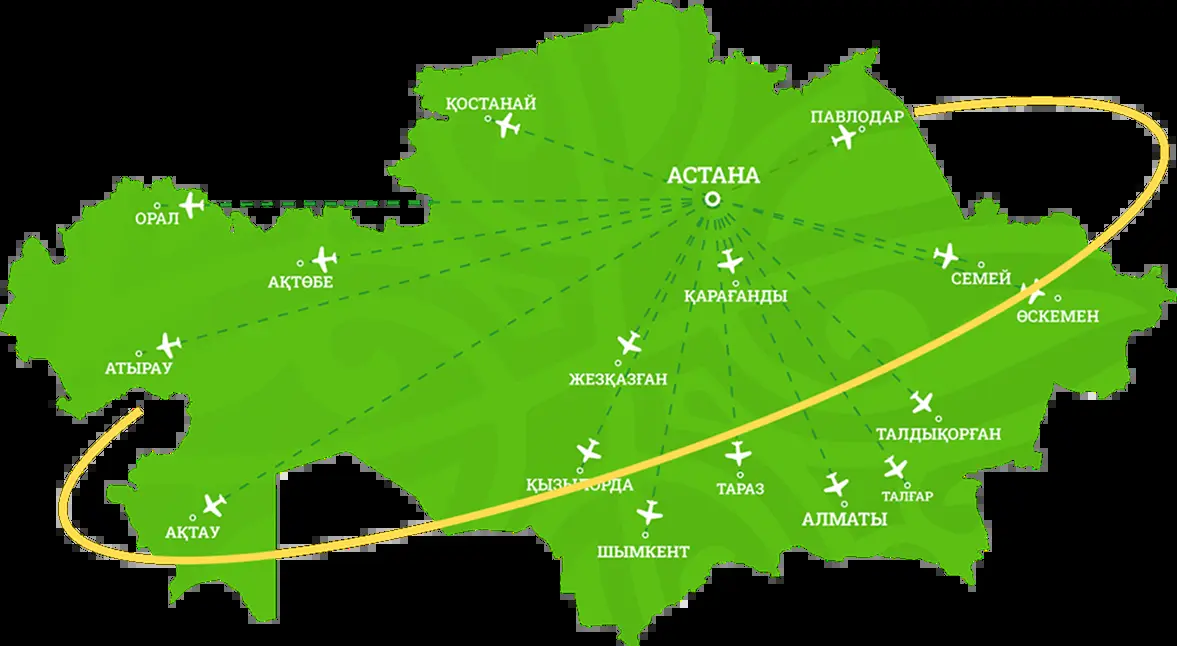 ҚОСТАНАЙ
ПАВЛОДАР
АСТАНА
ОРАЛ
АҚТӨБЕ
СЕМЕЙ
ҚАРАҒАНДЫ
ӨСКЕМЕН
АТЫРАУ
ЖЕЗҚАЗҒАН
ТАЛДЫҚОРҒАН
ҚЫЗЫЛОРДА
ТАРАЗ
ТАЛҒАР
АЛМАТЫ
АҚТАУ
ШЫМКЕНТ